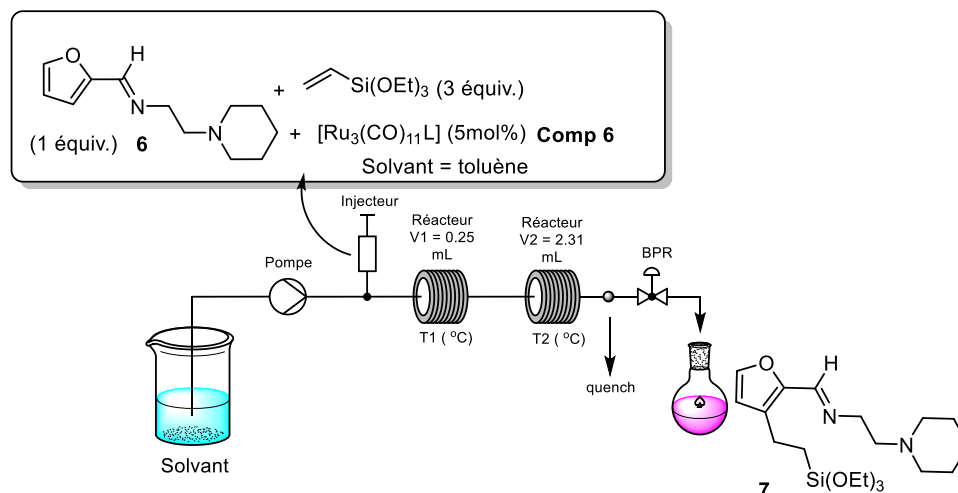 O
H
N
N
+
Si(OEt)3 (3 équiv.)
(1 équiv.) 6
+ [Ru3(CO)11L] (5mol%) Comp 6
Solvant = toluène
Injecteur
Réacteur
V1 = 0.25
mL
Réacteur
V2 = 2.31
mL
BPR
Pompe
T1 ( oC)
T2 ( oC)
quench
Solvant
O
H
N
N
Si(OEt)3
7